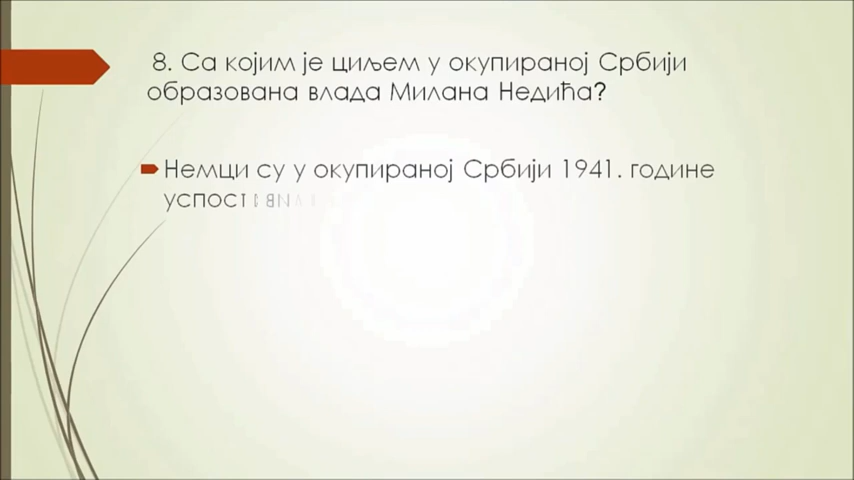 8. Са којим је циљем у окупираној Србији
образована влада Милана Недића?
Немци су у окупираној Србији 1941. године